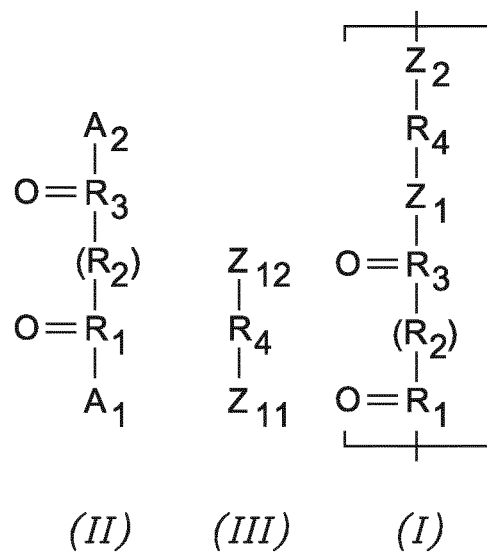 A2
O=R3
(R2)
O=R1
A1
(II)
Z12
R4
Z11
(III)
Z2
R4
Z1
O=R3
(R2)
O=R1
(I)